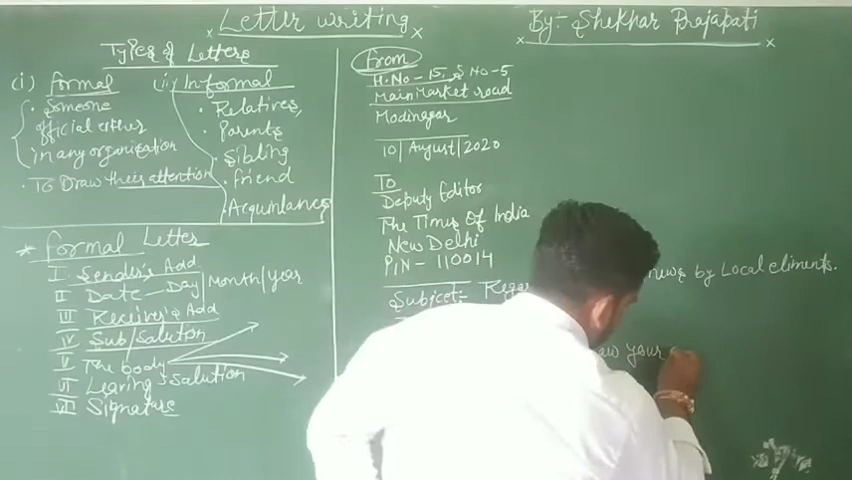 Letter writing
By:- Shekhar Prajapati
Types of Letters
(i) formal
Someone
official either
in any organization
. To Draw their attention
(ii) Informal
. Relatives,
. Parents
. Sibling
. friend
. Acquintances
* formal Letter
I Sender's Add
II Date — Day/Month/year
III Receiver's Add
IV Sub/Salution
V The body
VI Leaving Salution
VII Signature
from
H.No-15, No-5
Main Market road
Modinagar
10/August/2020
To
Deputy Editor
The Times Of India
New Delhi
PIN- 110014
Subject:-
news by Local eliments.
your